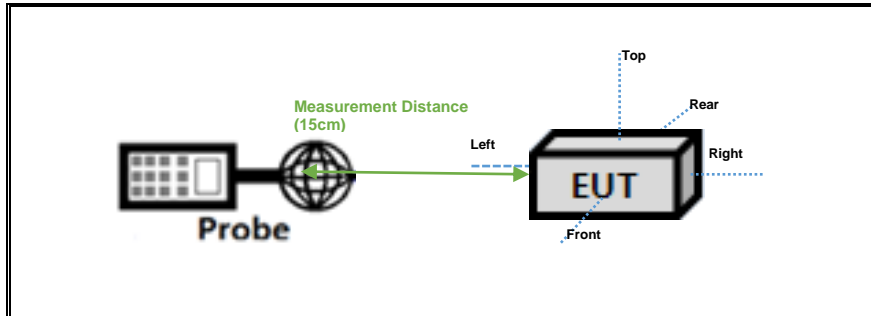 Top
Rear
Measurement Distance
(15cm)
Left
Right
EUT
Probe
Front